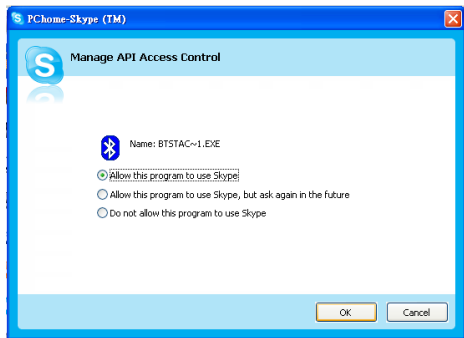 PChome-Skype (TM)
Manage API Access Control
Name: BTSTAC~1.EXE
Allow this program to use Skype
Allow this program to use Skype, but ask again in the future
Do not allow this program to use Skype
OK
Cancel